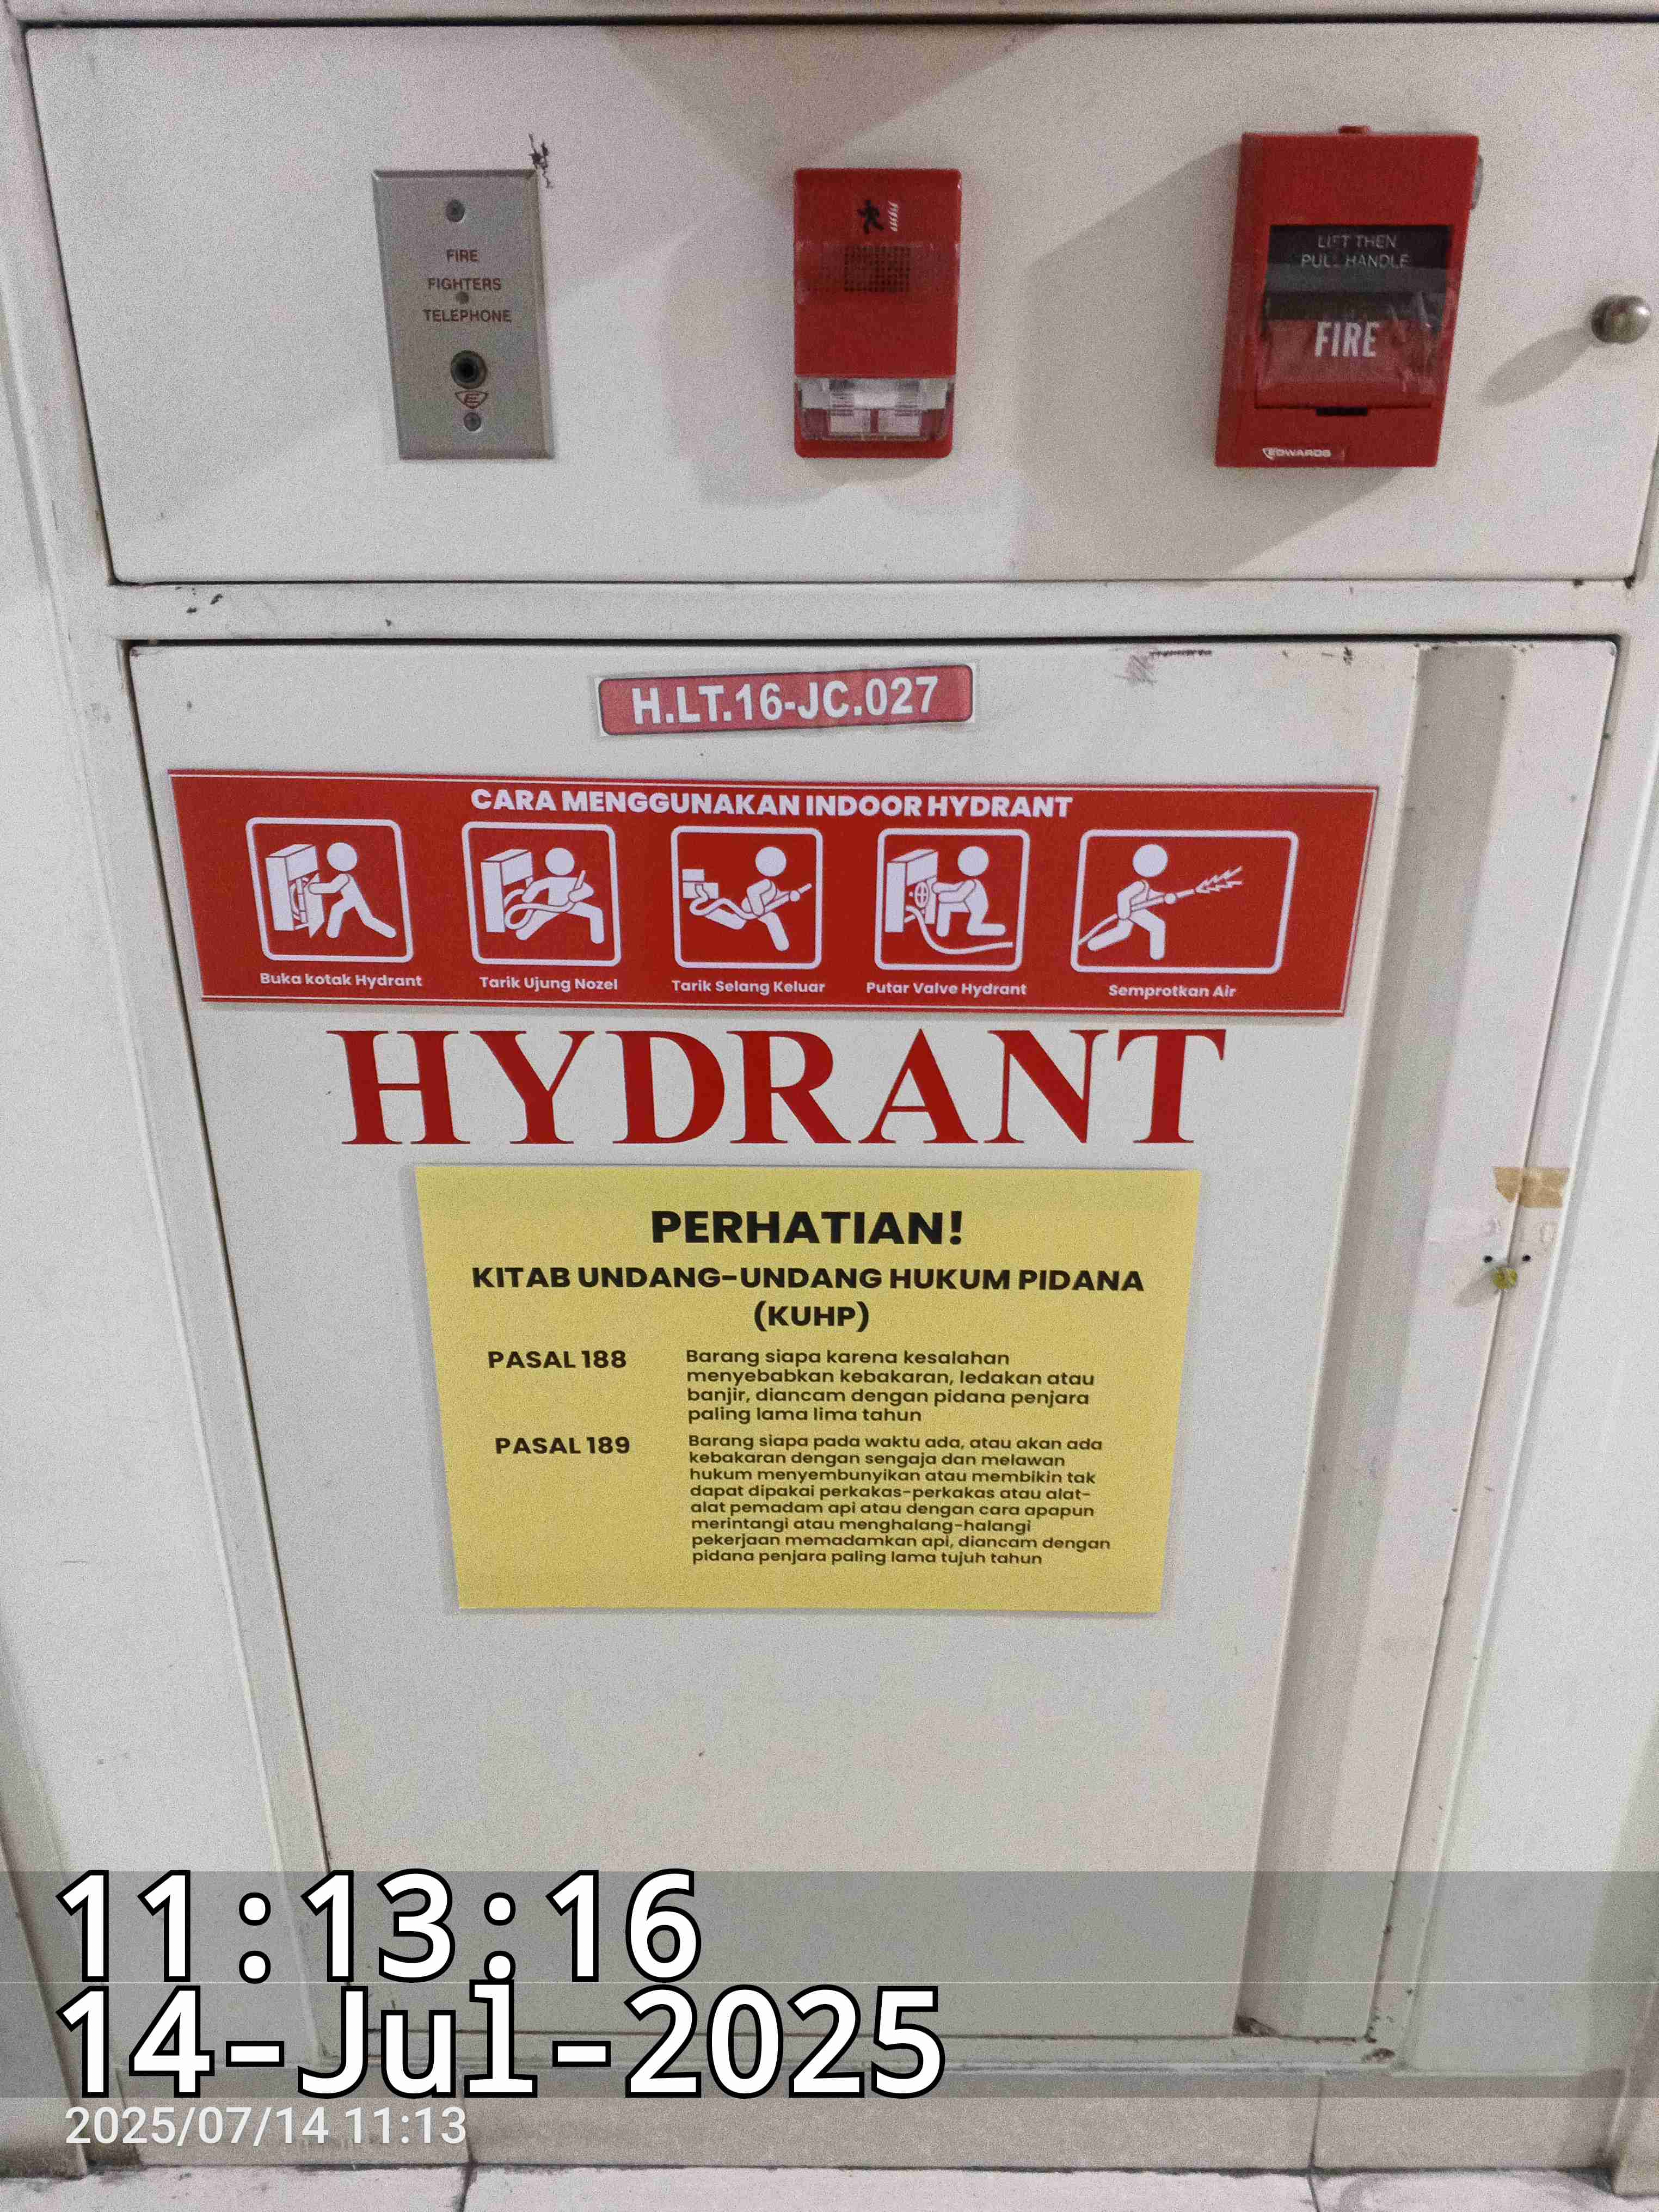 FIRE
FIGHTERS
TELEPHONE
E
LIFT THEN
PULL HANDLE
FIRE
EDWARDS
H.LT.16-JC.027
CARA MENGGUNAKAN INDOOR HYDRANT
Buka kotak Hydrant
Tarik Ujung Nozel
Tarik Selang Keluar
Putar Valve Hydrant
Semprotkan Air
HYDRANT
PERHATIAN!
KITAB UNDANG-UNDANG HUKUM PIDANA
(KUHP)
PASAL 188
Barang siapa karena kesalahan
menyebabkan kebakaran, ledakan atau
banjir, diancam dengan pidana penjara
paling lama lima tahun
PASAL 189
Barang siapa pada waktu ada, atau akan ada
kebakaran dengan sengaja dan melawan
hukum menyembunyikan atau membikin tak
dapat dipakai perkakas-perkakas atau alat-
alat pemadam api atau dengan cara apapun
merintangi atau menghalang-halangi
pekerjaan memadamkan api, diancam dengan
pidana penjara paling lama tujuh tahun
11:13:16
14-Jul-2025
2025/07/14 11:13